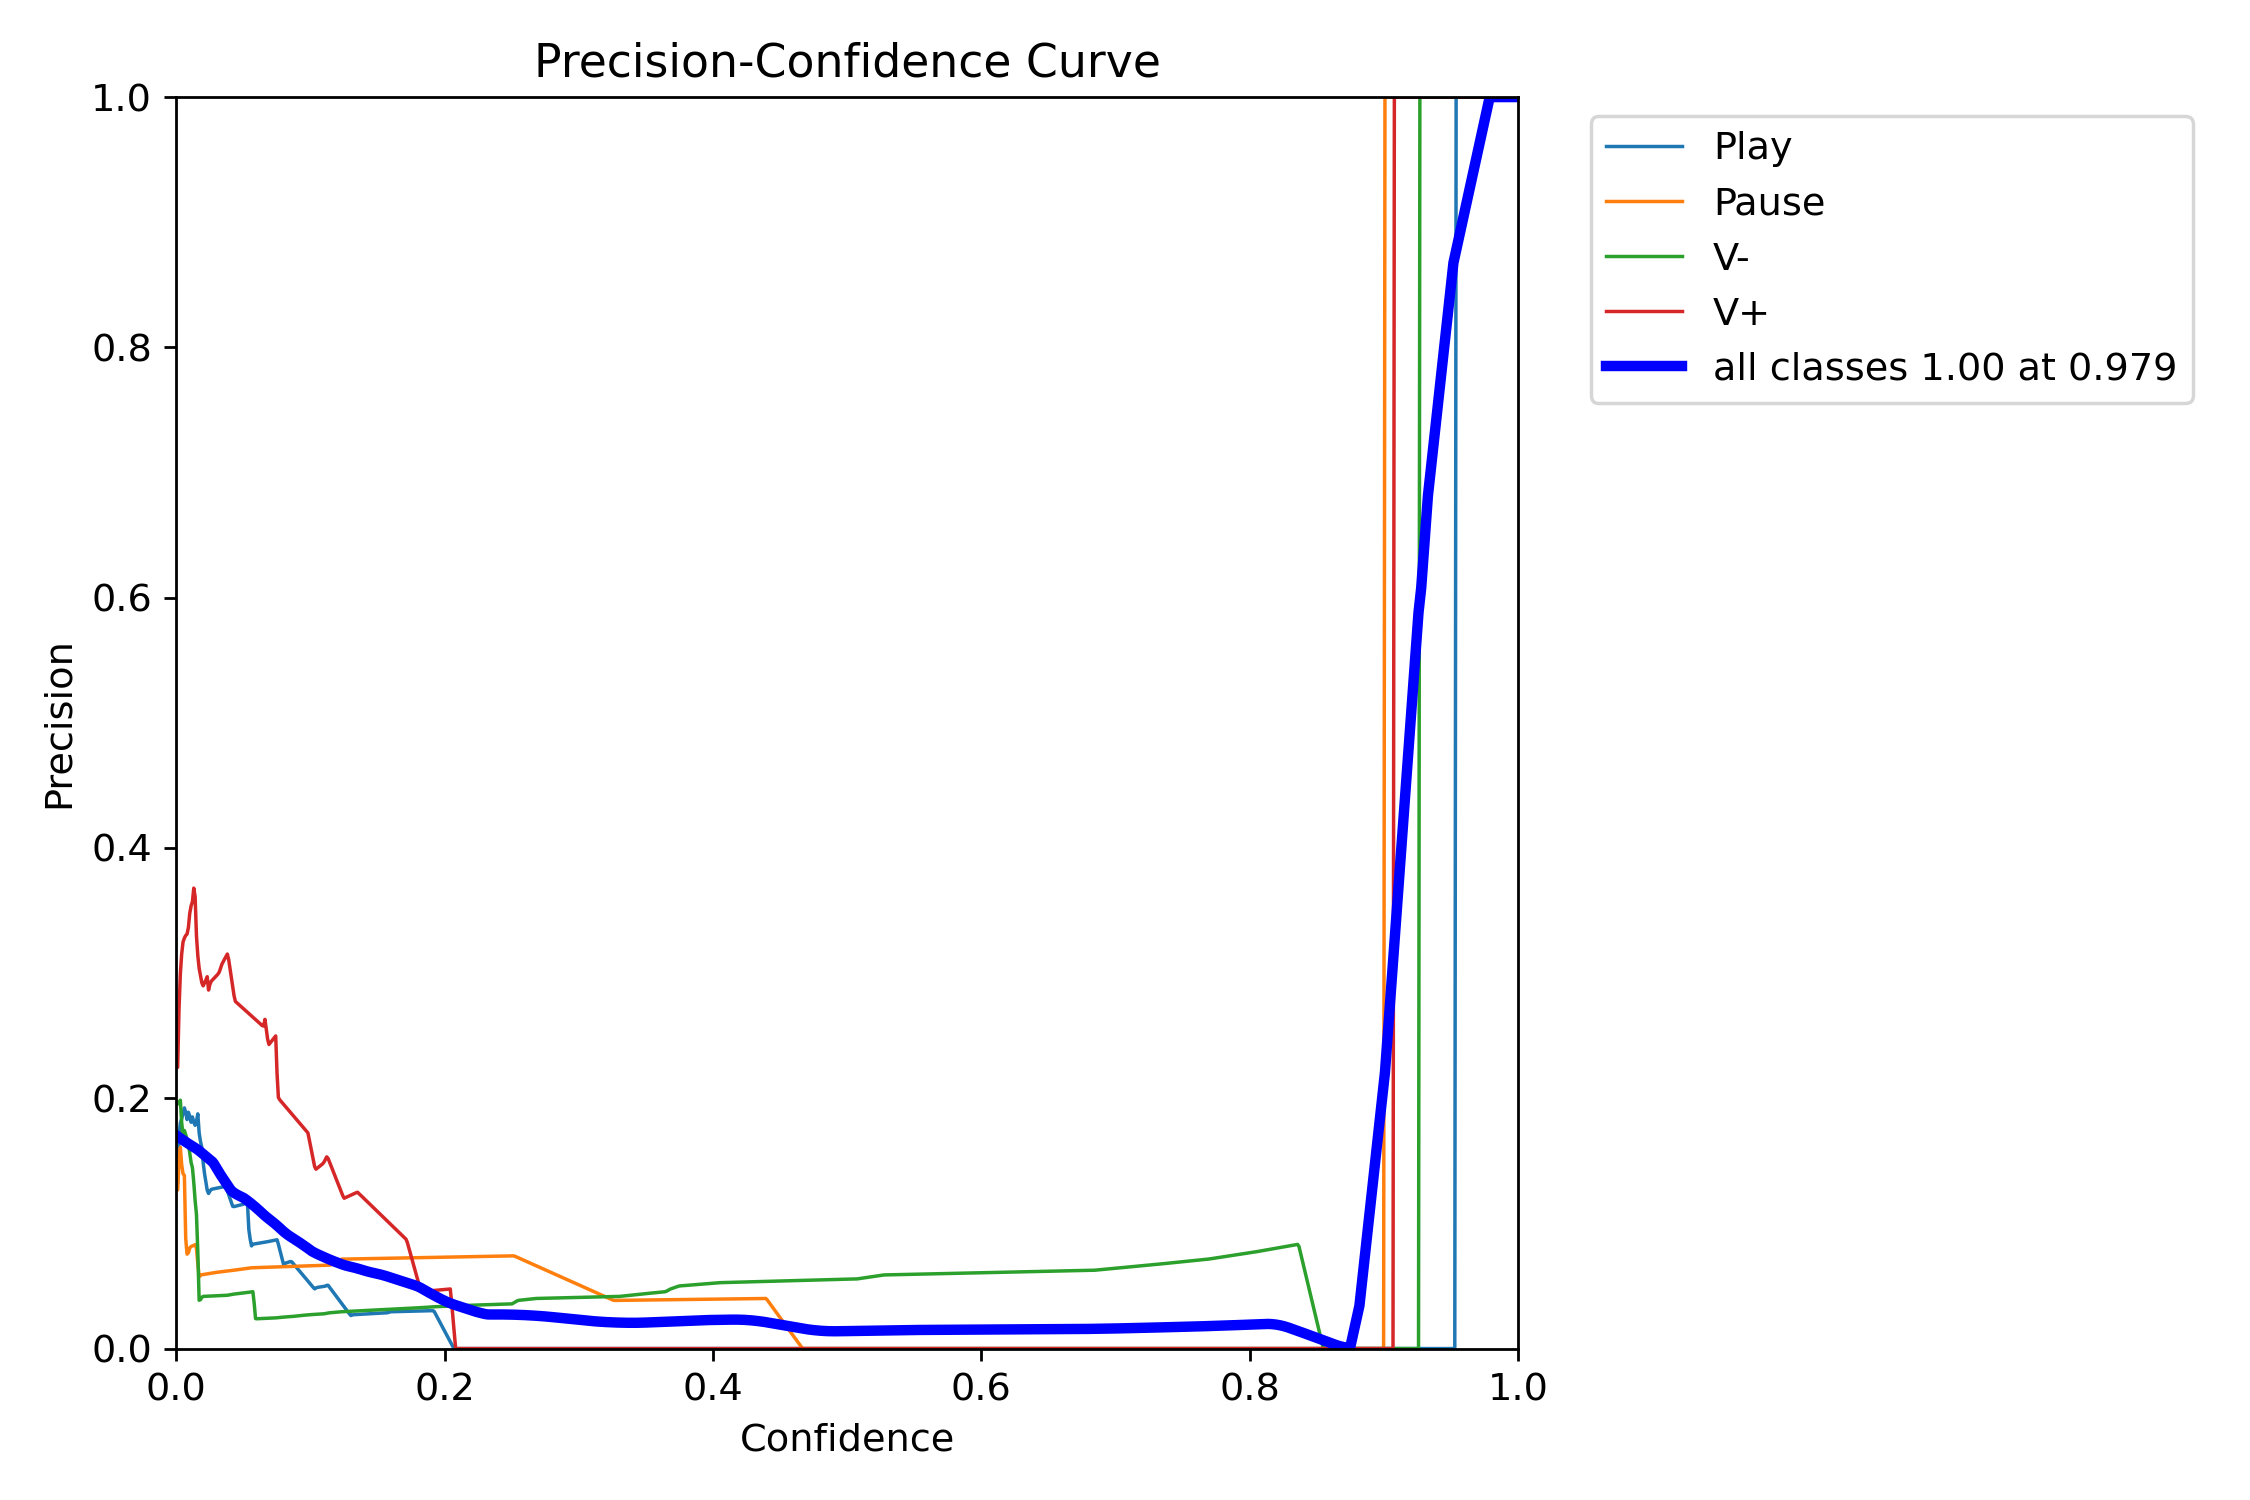 Precision-Confidence Curve
1.0
0.8
0.6
0.4
0.2
0.0
Precision
0.0 0.2 0.4 0.6 0.8 1.0
Confidence
Play
Pause
V-
V+
all classes 1.00 at 0.979